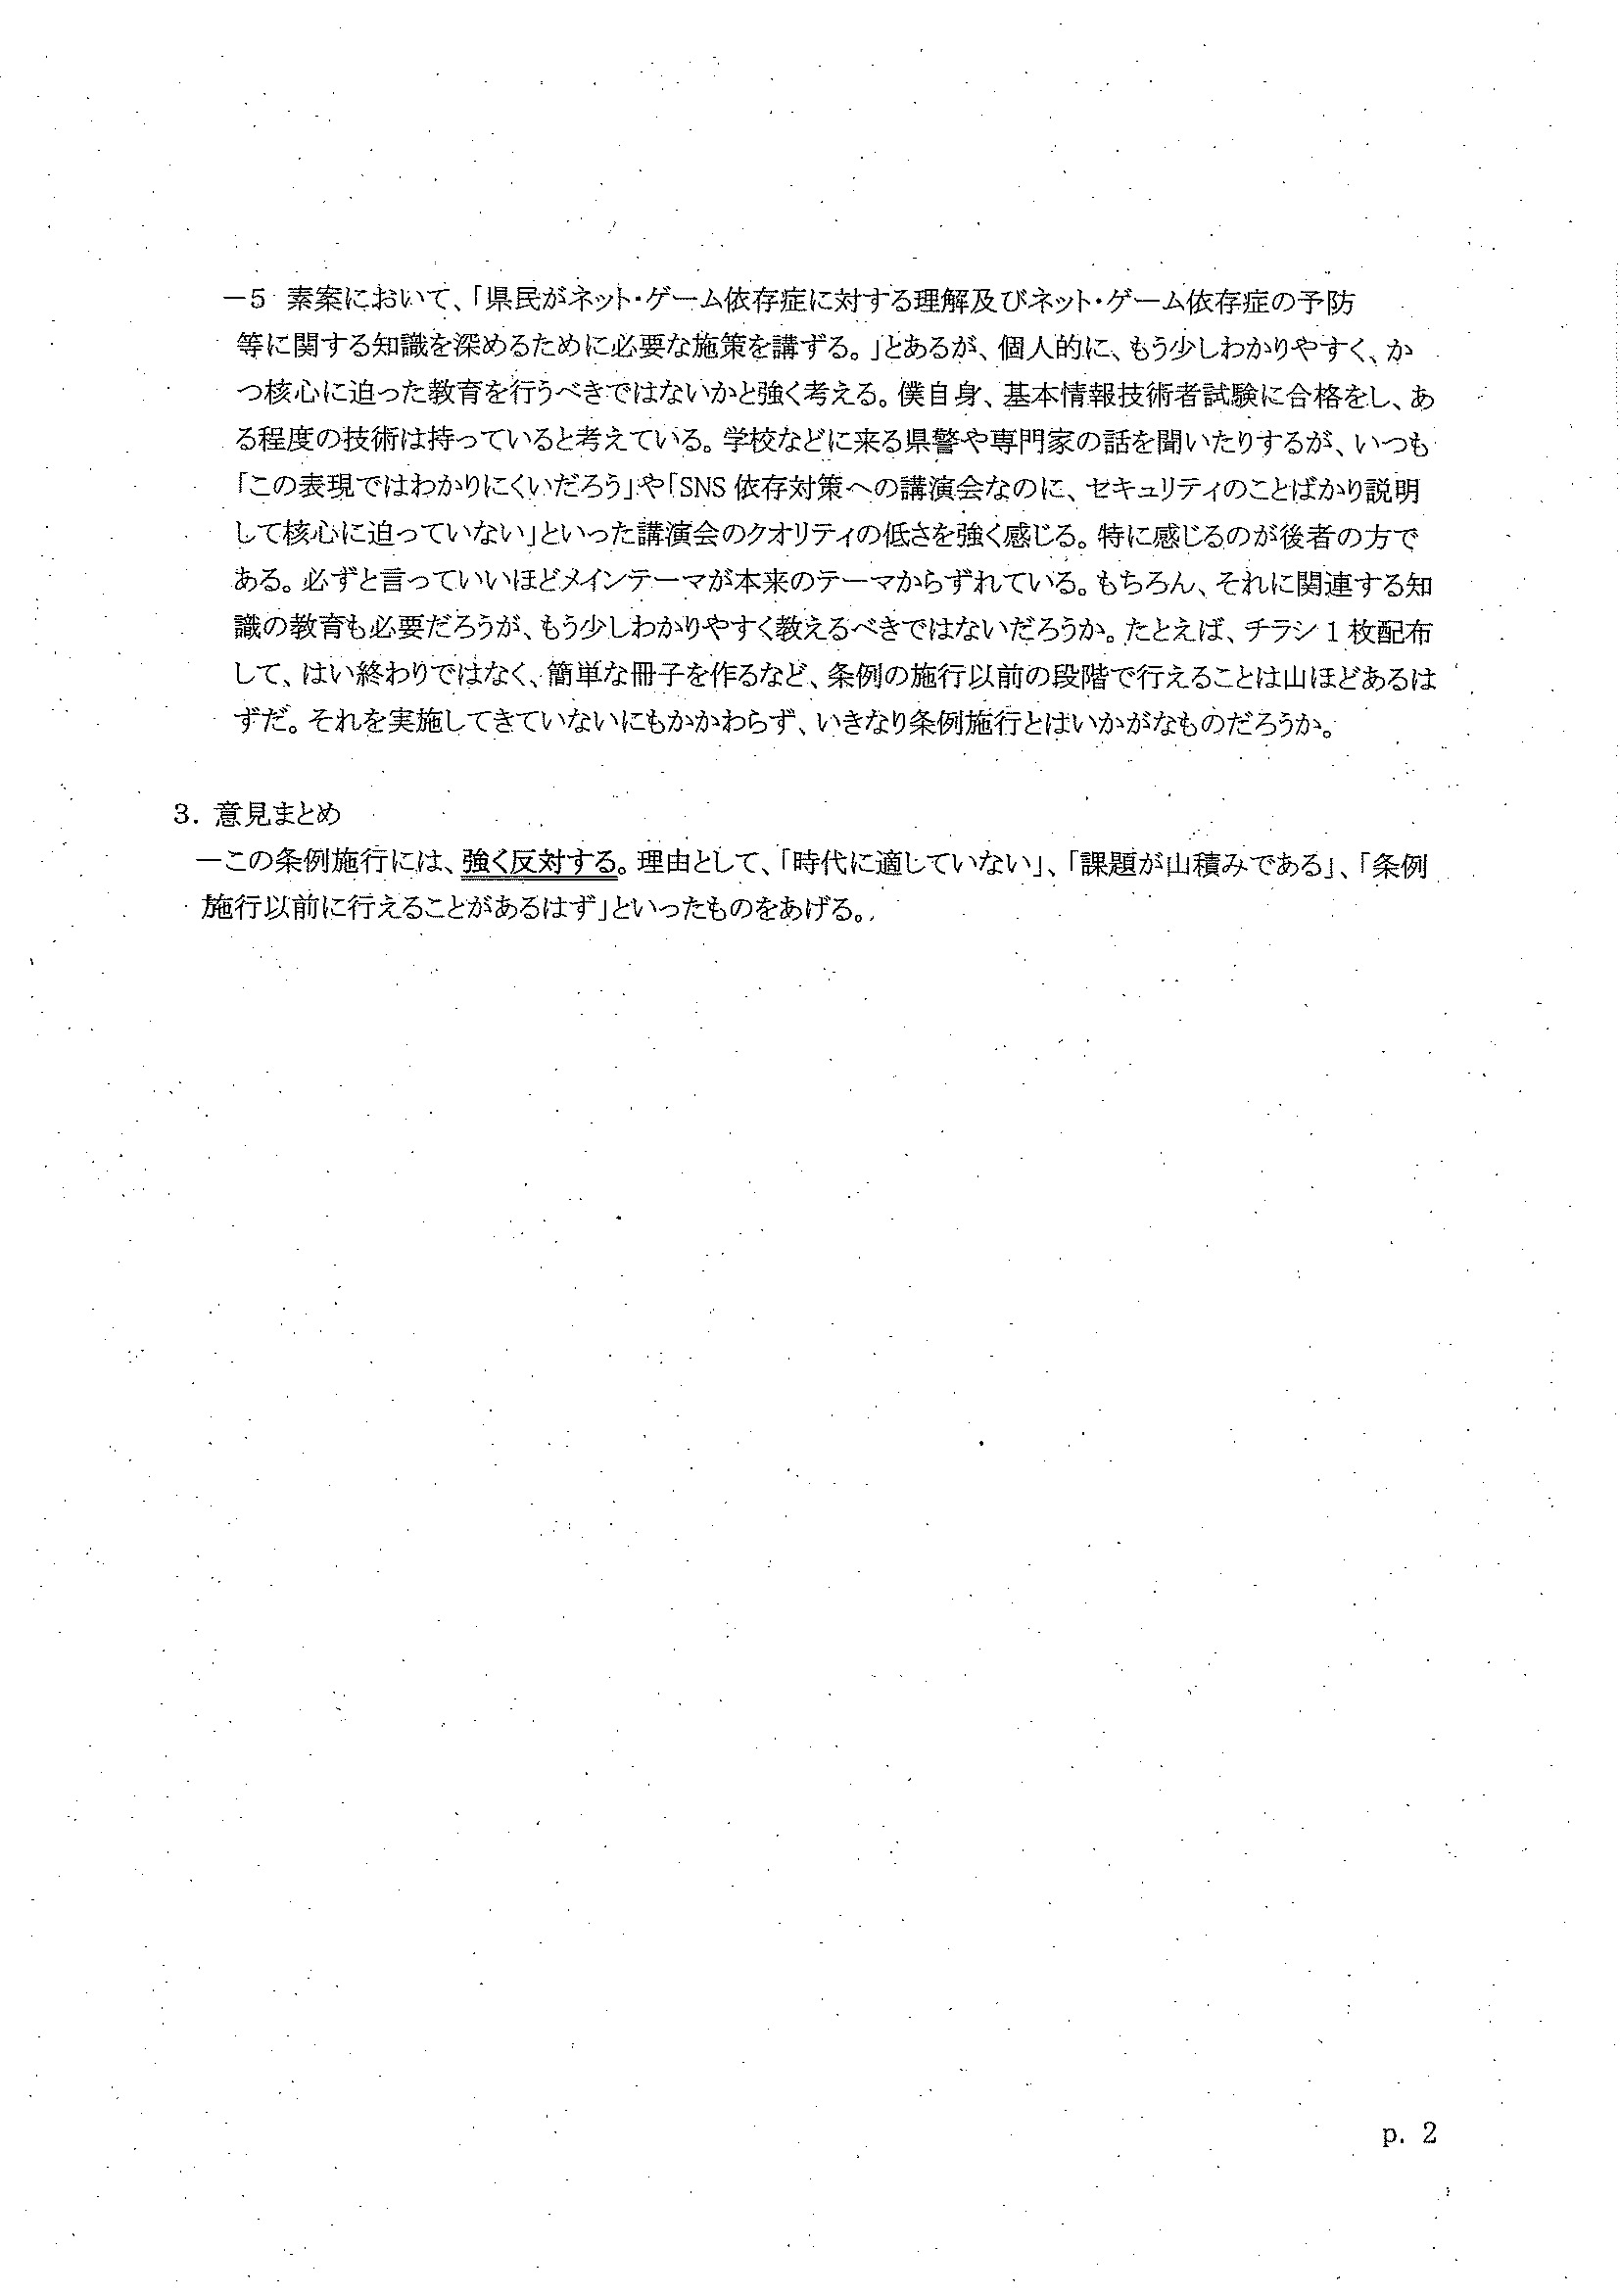 －5 素案において、「県民がネット・ゲーム依存症に対する理解及びネット・ゲーム依存症の予防
等に関する知識を深めるために必要な施策を講ずる。」とあるが、個人的に、もう少しわかりやすく、か
つ核心に迫った教育を行うべきではないかと強く考える。僕自身、基本情報技術者試験に合格をし、あ
る程度の技術は持っていると考えている。学校などに来る県警や専門家の話を聞いたりするが、いつも
「この表現ではわかりにくいだろう」や「SNS 依存対策への講演会なのに、セキュリティのことばかり説明
して核心に迫っていない」といった講演会のクオリティの低さを強く感じる。特に感じるのが後者の方で
ある。必ずと言っていいほどメインテーマが本来のテーマからずれている。もちろん、それに関連する知
識の教育も必要だろうが、もう少しわかりやすく教えるべきではないだろうか。たとえば、チラシ 1 枚配布
して、はい終わりではなく、簡単な冊子を作るなど、条例の施行以前の段階で行えることは山ほどあるは
ずだ。それを実施してきていないにもかかわらず、いきなり条例施行とはいかがなものだろうか。
3. 意見まとめ
－この条例施行には、強く反対する。理由として、「時代に適していない」、「課題が山積みである」、「条例
施行以前に行えることがあるはず」といったものをあげる。
p. 2